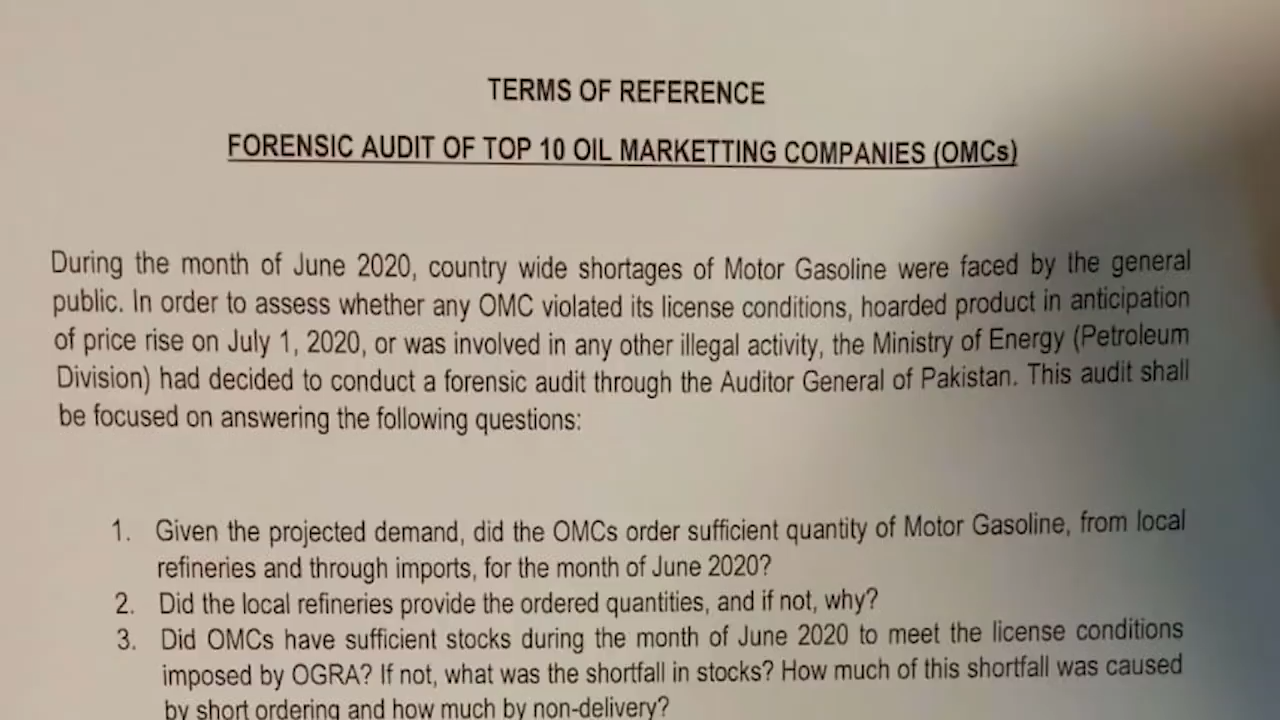 TERMS OF REFERENCE
FORENSIC AUDIT OF TOP 10 OIL MARKETTING COMPANIES (OMCs)
During the month of June 2020, country wide shortages of Motor Gasoline were faced by the general
public. In order to assess whether any OMC violated its license conditions, hoarded product in anticipation
of price rise on July 1, 2020, or was involved in any other illegal activity, the Ministry of Energy (Petroleum
Division) had decided to conduct a forensic audit through the Auditor General of Pakistan. This audit shall
be focused on answering the following questions:
1. Given the projected demand, did the OMCs order sufficient quantity of Motor Gasoline, from local
refineries and through imports, for the month of June 2020?
2. Did the local refineries provide the ordered quantities, and if not, why?
3. Did OMCs have sufficient stocks during the month of June 2020 to meet the license conditions
imposed by OGRA? If not, what was the shortfall in stocks? How much of this shortfall was caused
by short ordering and how much by non-delivery?